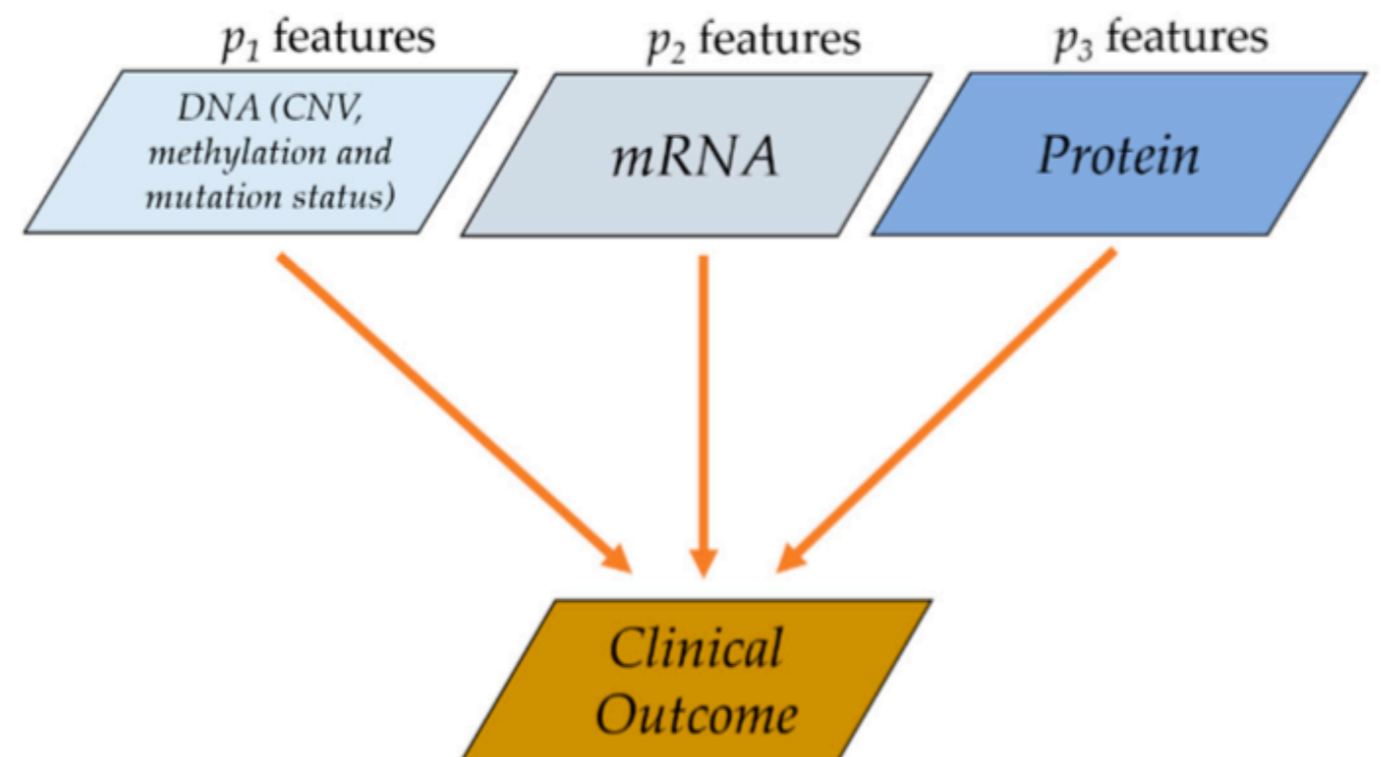 p₁ features
p₂ features
p₃ features
DNA (CNV,
methylation and
mutation status)
mRNA
Protein
Clinical
Outcome